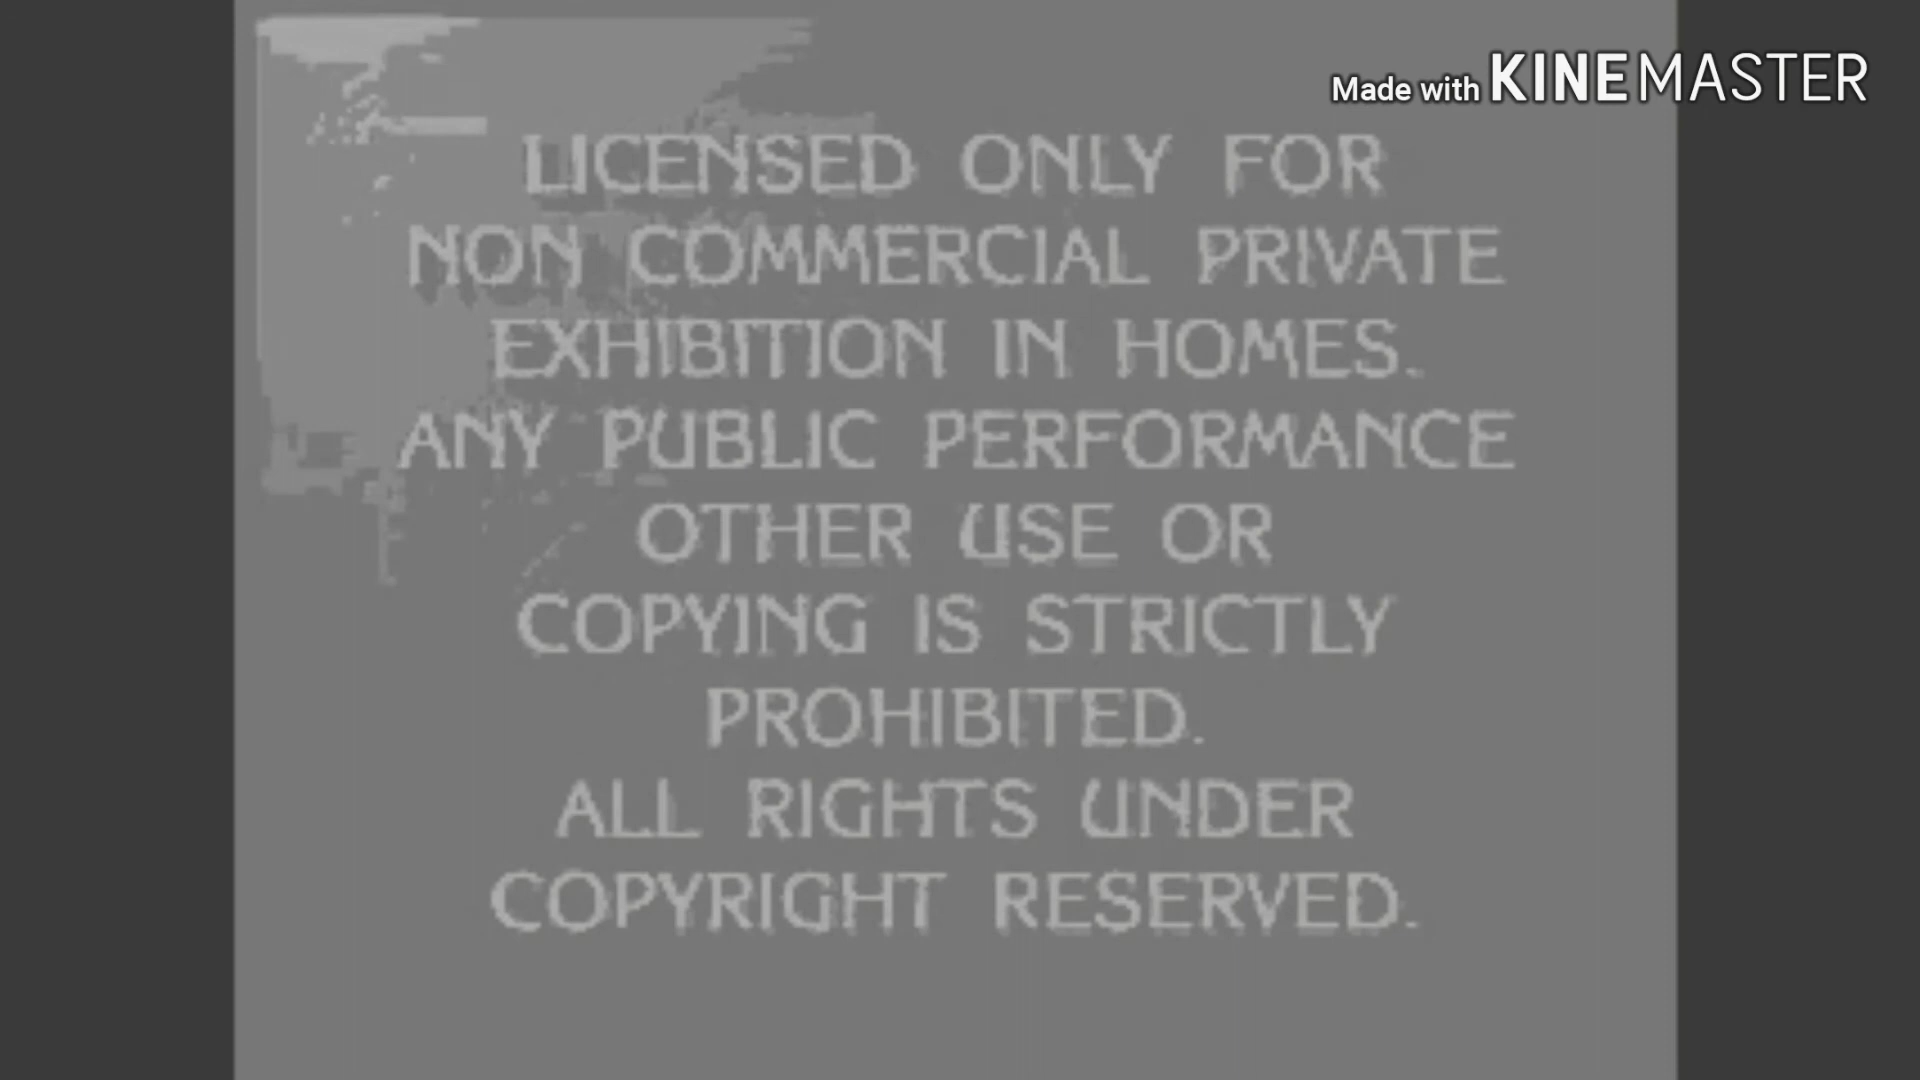 Made with KINEMASTER
LICENSED ONLY FOR
NON COMMERCIAL PRIVATE
EXHIBITION IN HOMES.
ANY PUBLIC PERFORMANCE
OTHER USE OR
COPYING IS STRICTLY
PROHIBITED.
ALL RIGHTS UNDER
COPYRIGHT RESERVED.